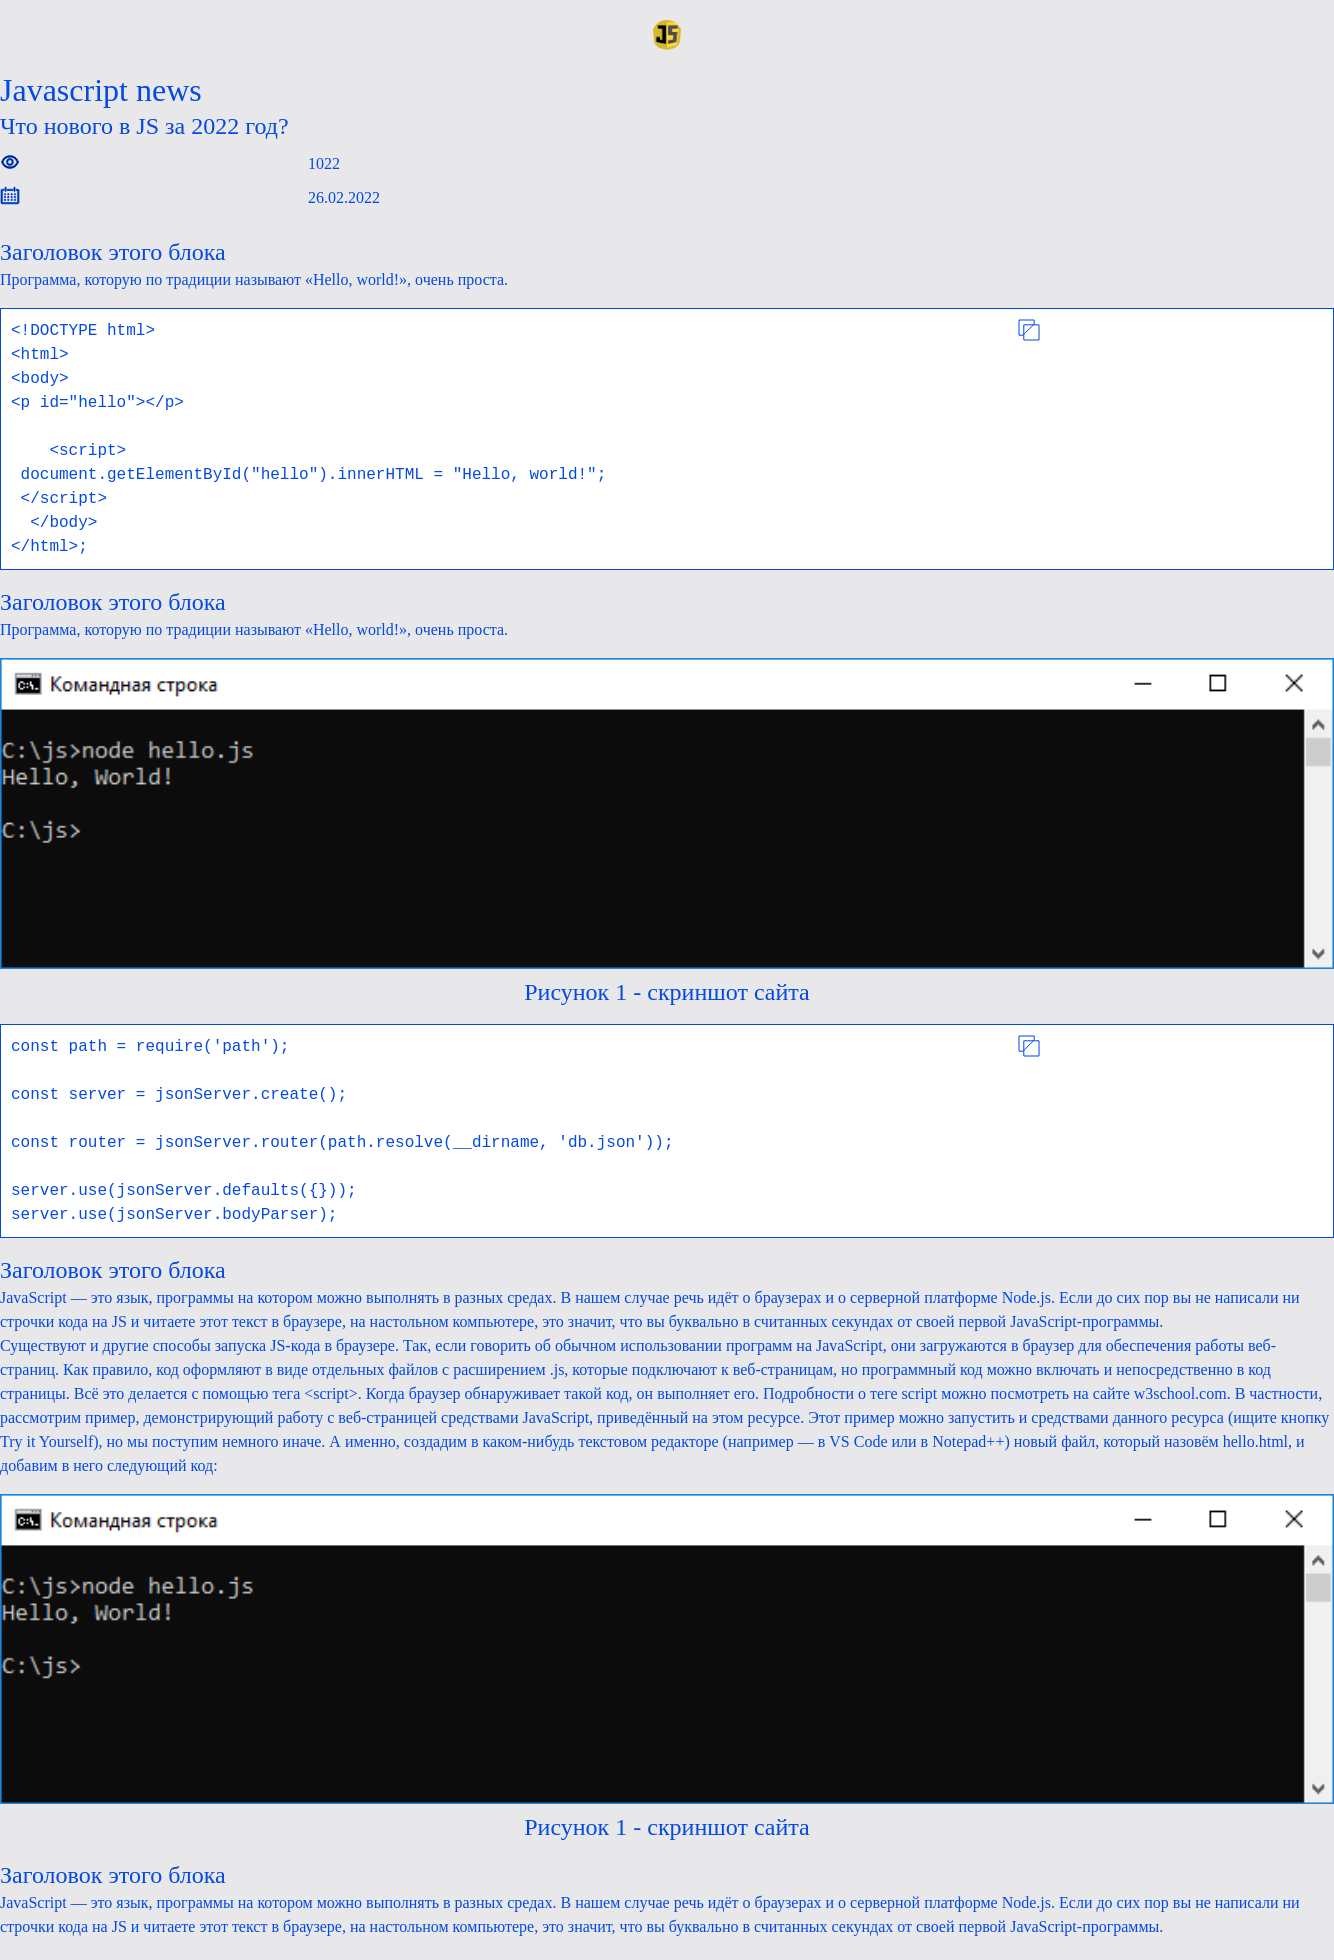 JS
Javascript news
Что нового в JS за 2022 год?
1022
26.02.2022
Заголовок этого блока
Программа, которую по традиции называют «Hello, world!», очень проста.
<!DOCTYPE html>
<html>
<body>
<p id="hello"></p>
<script>
document.getElementById("hello").innerHTML = "Hello, world!";
</script>
</body>
</html>;
Заголовок этого блока
Программа, которую по традиции называют «Hello, world!», очень проста.
C:\. Командная строка
C:\js>node hello.js
Hello, World!
C:\js>
Рисунок 1 - скриншот сайта
const path = require('path');
const server = jsonServer.create();
const router = jsonServer.router(path.resolve(__dirname, 'db.json'));
server.use(jsonServer.defaults({}));
server.use(jsonServer.bodyParser);
Заголовок этого блока
JavaScript — это язык, программы на котором можно выполнять в разных средах. В нашем случае речь идёт о браузерах и о серверной платформе Node.js. Если до сих пор вы не написали ни
строчки кода на JS и читаете этот текст в браузере, на настольном компьютере, это значит, что вы буквально в считанных секундах от своей первой JavaScript-программы.
Существуют и другие способы запуска JS-кода в браузере. Так, если говорить об обычном использовании программ на JavaScript, они загружаются в браузер для обеспечения работы веб-
страниц. Как правило, код оформляют в виде отдельных файлов с расширением .js, которые подключают к веб-страницам, но программный код можно включать и непосредственно в код
страницы. Всё это делается с помощью тега <script>. Когда браузер обнаруживает такой код, он выполняет его. Подробности о теге script можно посмотреть на сайте w3school.com. В частности,
рассмотрим пример, демонстрирующий работу с веб-страницей средствами JavaScript, приведённый на этом ресурсе. Этот пример можно запустить и средствами данного ресурса (ищите кнопку
Try it Yourself), но мы поступим немного иначе. А именно, создадим в каком-нибудь текстовом редакторе (например — в VS Code или в Notepad++) новый файл, который назовём hello.html, и
добавим в него следующий код:
C:\. Командная строка
C:\js>node hello.js
Hello, World!
C:\js>
Рисунок 1 - скриншот сайта
Заголовок этого блока
JavaScript — это язык, программы на котором можно выполнять в разных средах. В нашем случае речь идёт о браузерах и о серверной платформе Node.js. Если до сих пор вы не написали ни
строчки кода на JS и читаете этот текст в браузере, на настольном компьютере, это значит, что вы буквально в считанных секундах от своей первой JavaScript-программы.